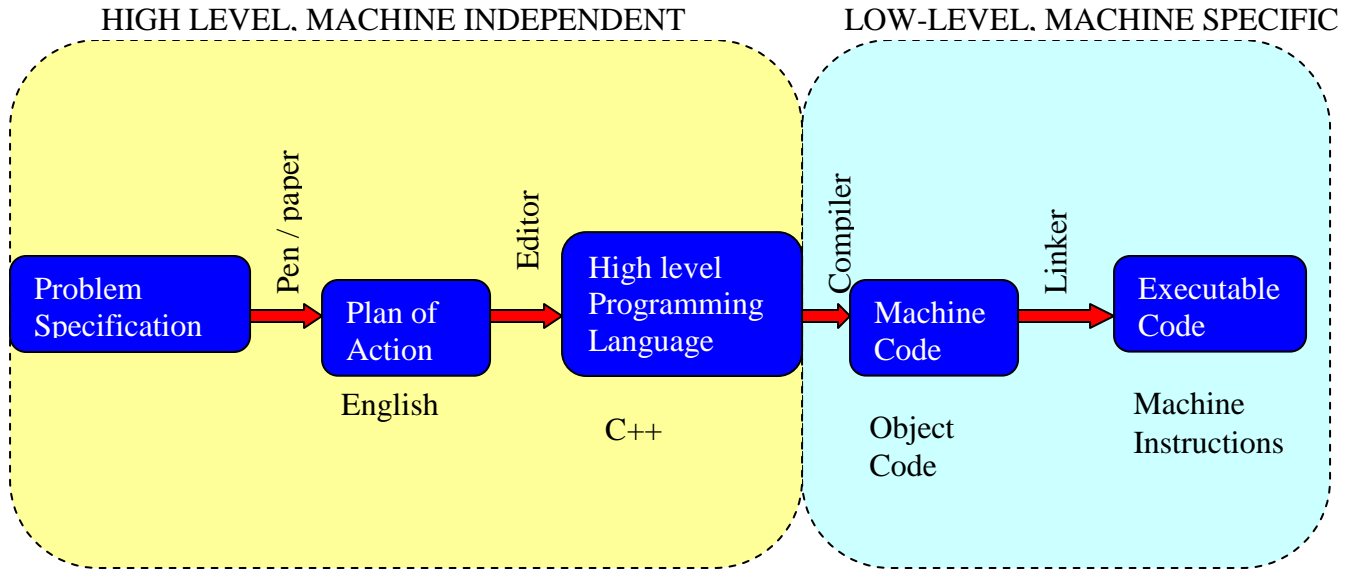 HIGH LEVEL, MACHINE INDEPENDENT
LOW-LEVEL, MACHINE SPECIFIC
Problem
Specification
Pen / paper
Plan of
Action
English
Editor
High level
Programming
Language
C++
Compiler
Machine
Code
Object
Code
Linker
Executable
Code
Machine
Instructions